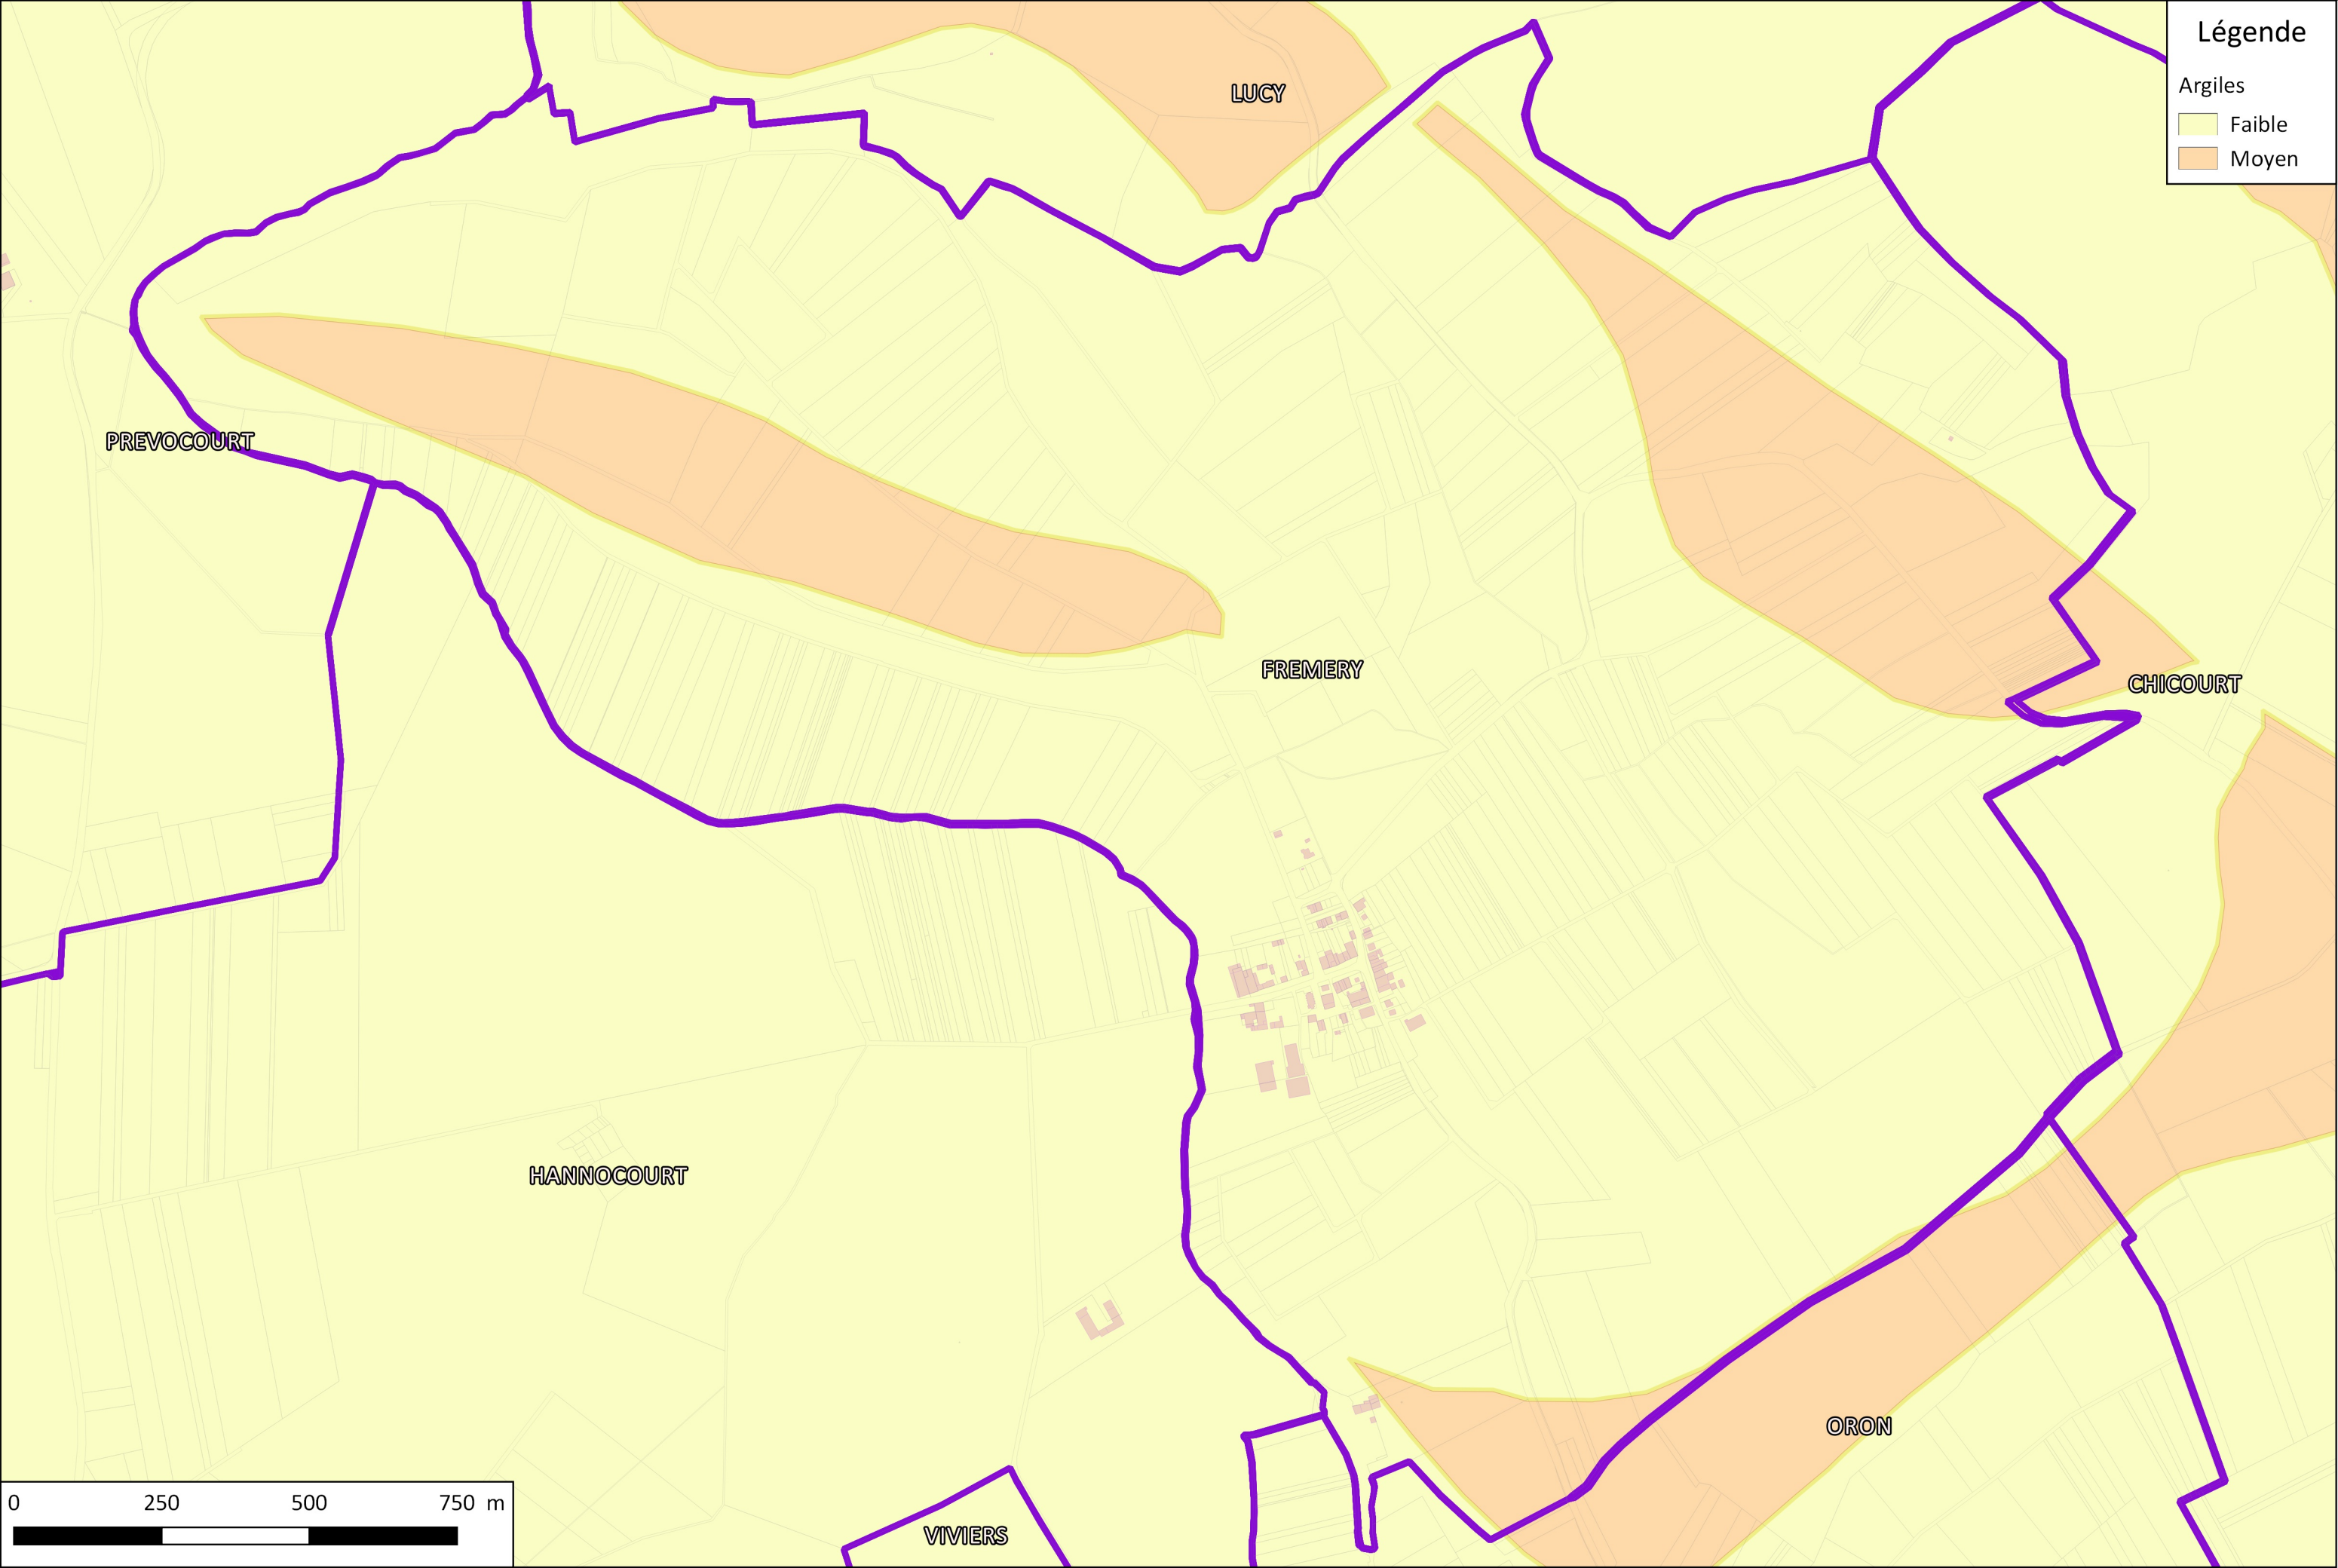 Légende
Argiles
Faible
Moyen
LUCY
PREVOCOURT
FREMERY
CHICOURT
HANNOCOURT
ORON
VIVIERS
0 250 500 750 m